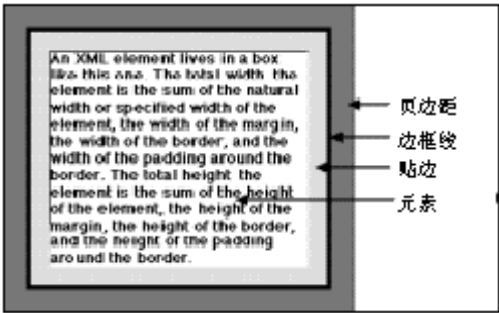 An XML element lives in a box
like this one. The total width the
element is the sum of the natural
width or specified width of the
element, the width of the margin,
the width of the border, and the
width of the padding around the
border. The total height the
element is the sum of the height
of the element, the height of the
margin, the height of the border,
and the height of the padding
around the border.
页边距
边框线
贴边
元素